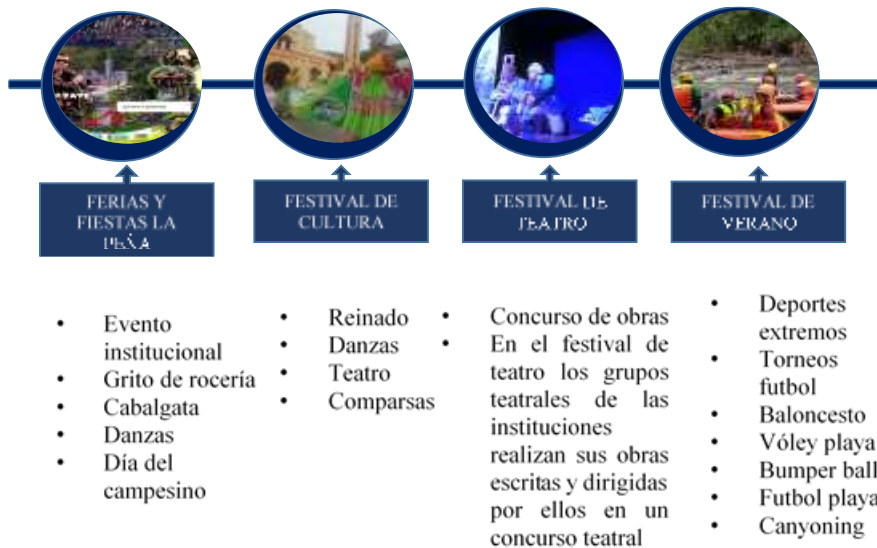 FERIAS Y
FIESTAS LA
PEÑA
FESTIVAL DE
CULTURA
FESTIVAL DE
TEATRO
FESTIVAL DE
VERANO
• Evento
institucional
• Grito de rocería
• Cabalgata
• Danzas
• Día del
campesino
• Reinado
• Danzas
• Teatro
• Comparsas
• Concurso de obras
• En el festival de
teatro los grupos
teatrales de las
instituciones
realizan sus obras
escritas y dirigidas
por ellos en un
concurso teatral
• Deportes
extremos
• Torneos
futbol
• Baloncesto
• Vóley playa
• Bumper ball
• Futbol playa
• Canyoning